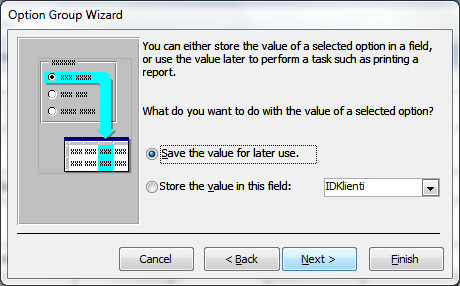 Option Group Wizard
You can either store the value of a selected option in a field,
or use the value later to perform a task such as printing a
report.
What do you want to do with the value of a selected option?
Save the value for later use.
Store the value in this field:
IDKlienti
Cancel
< Back
Next >
Finish